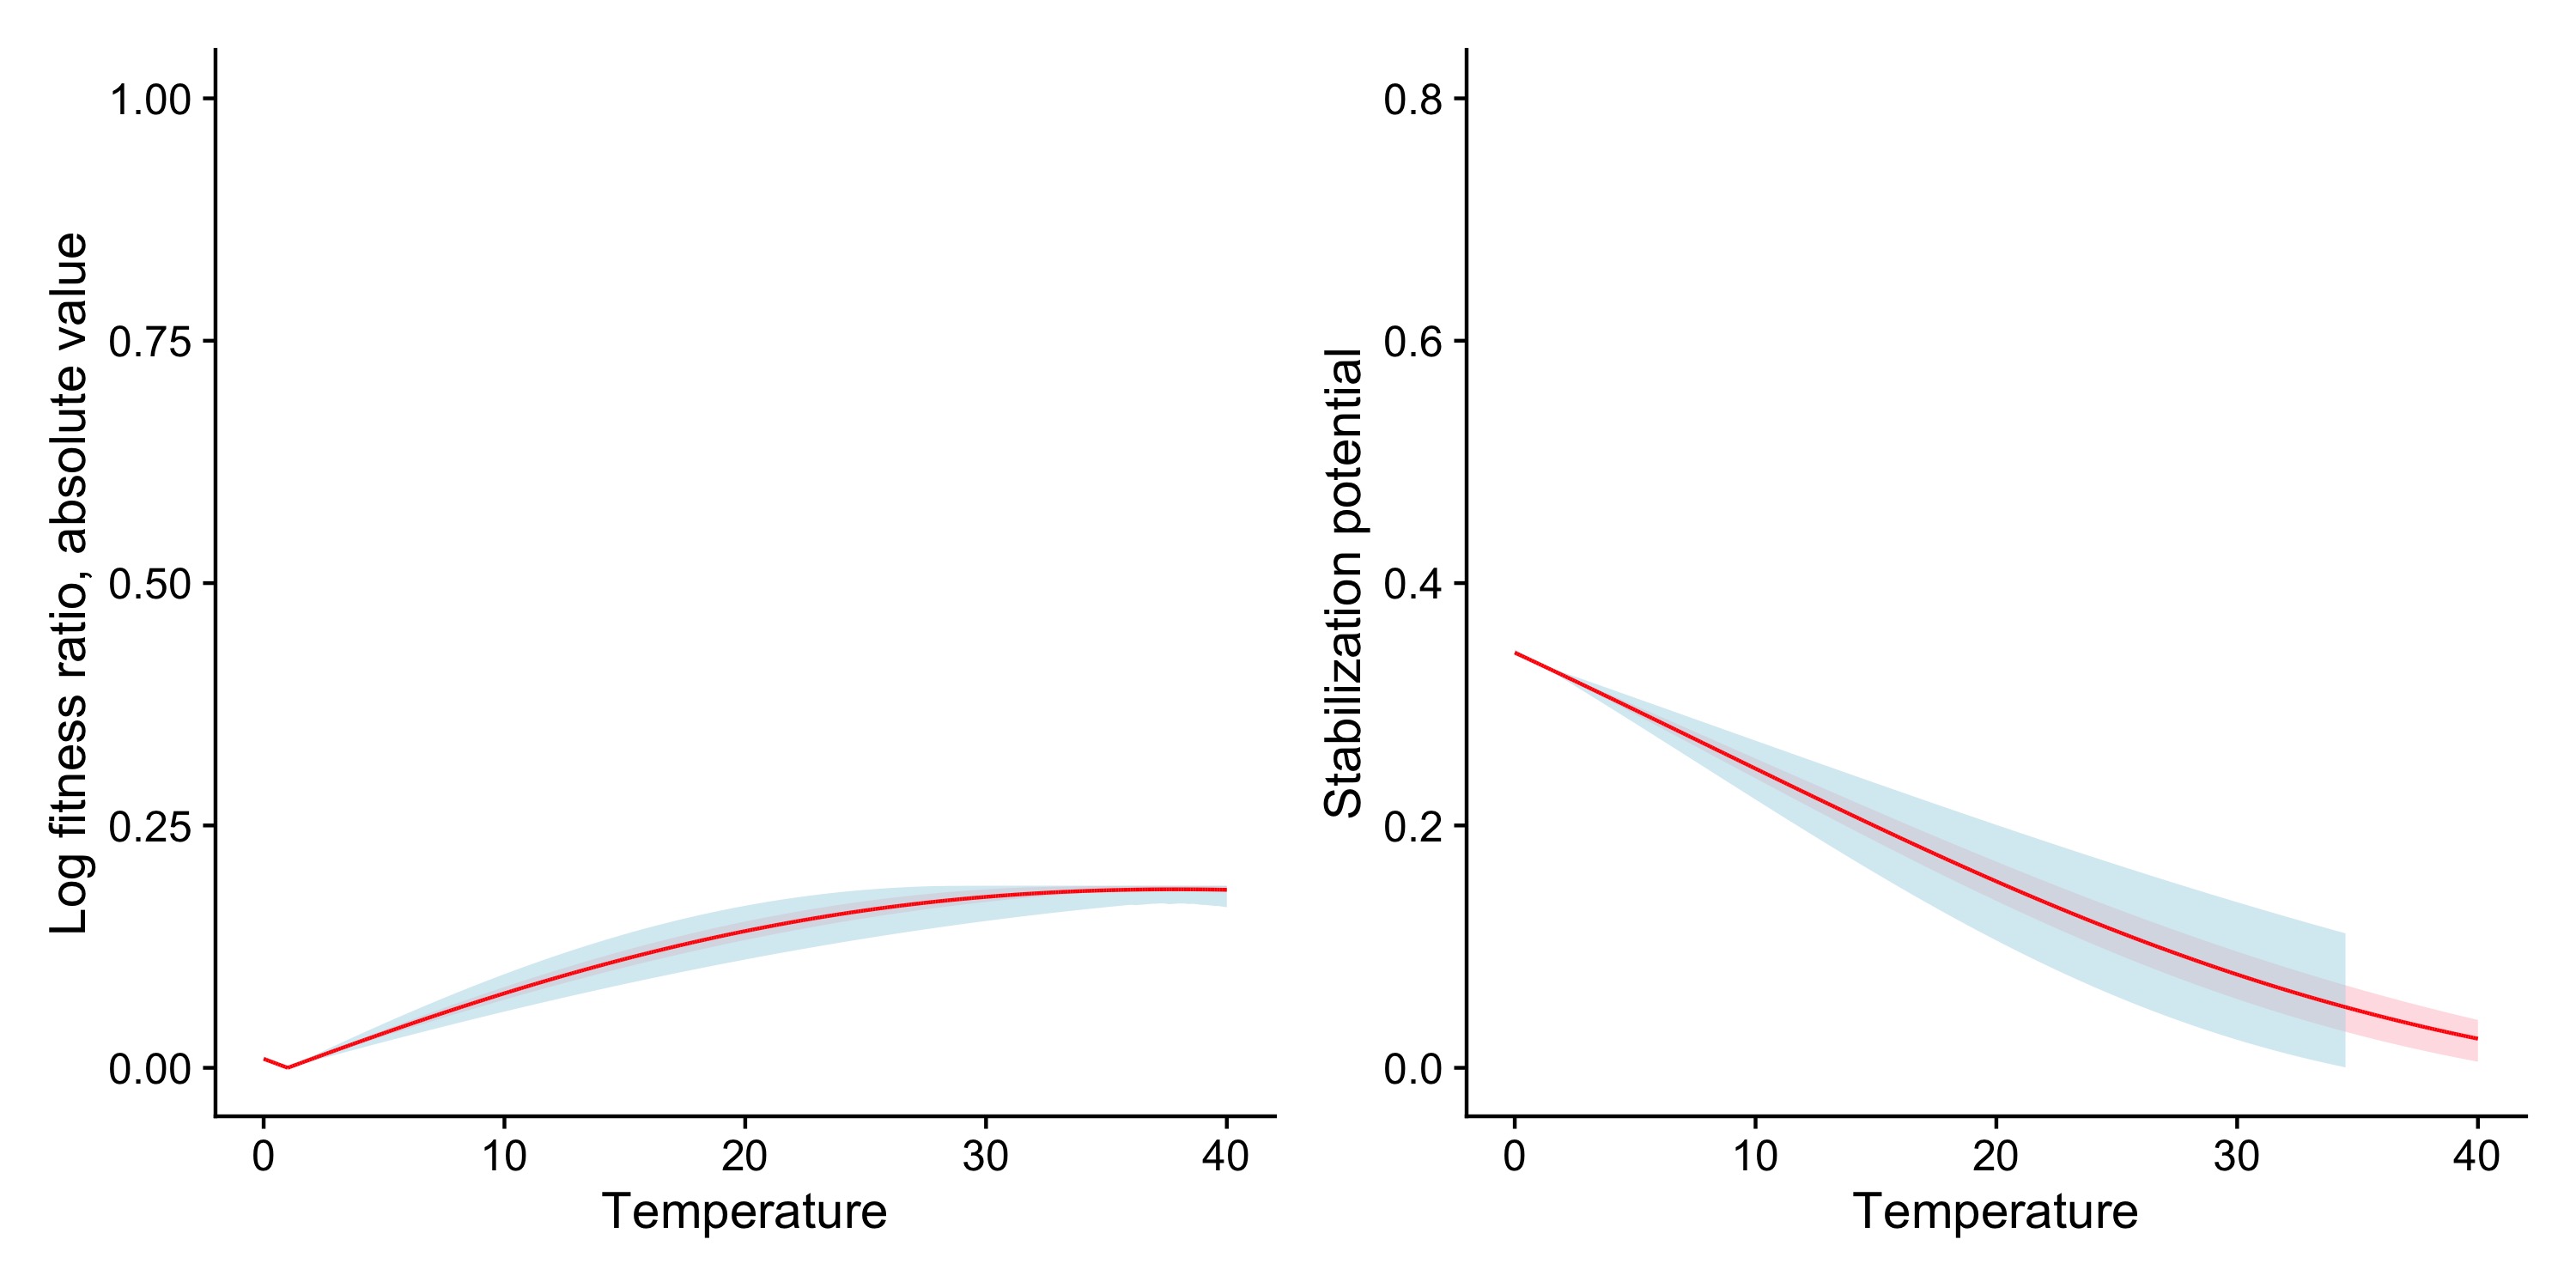 Log fitness ratio, absolute value
1.00
0.75
0.50
0.25
0.00
0 10 20 30 40
Temperature
Stabilization potential
0.8
0.6
0.4
0.2
0.0
0 10 20 30 40
Temperature